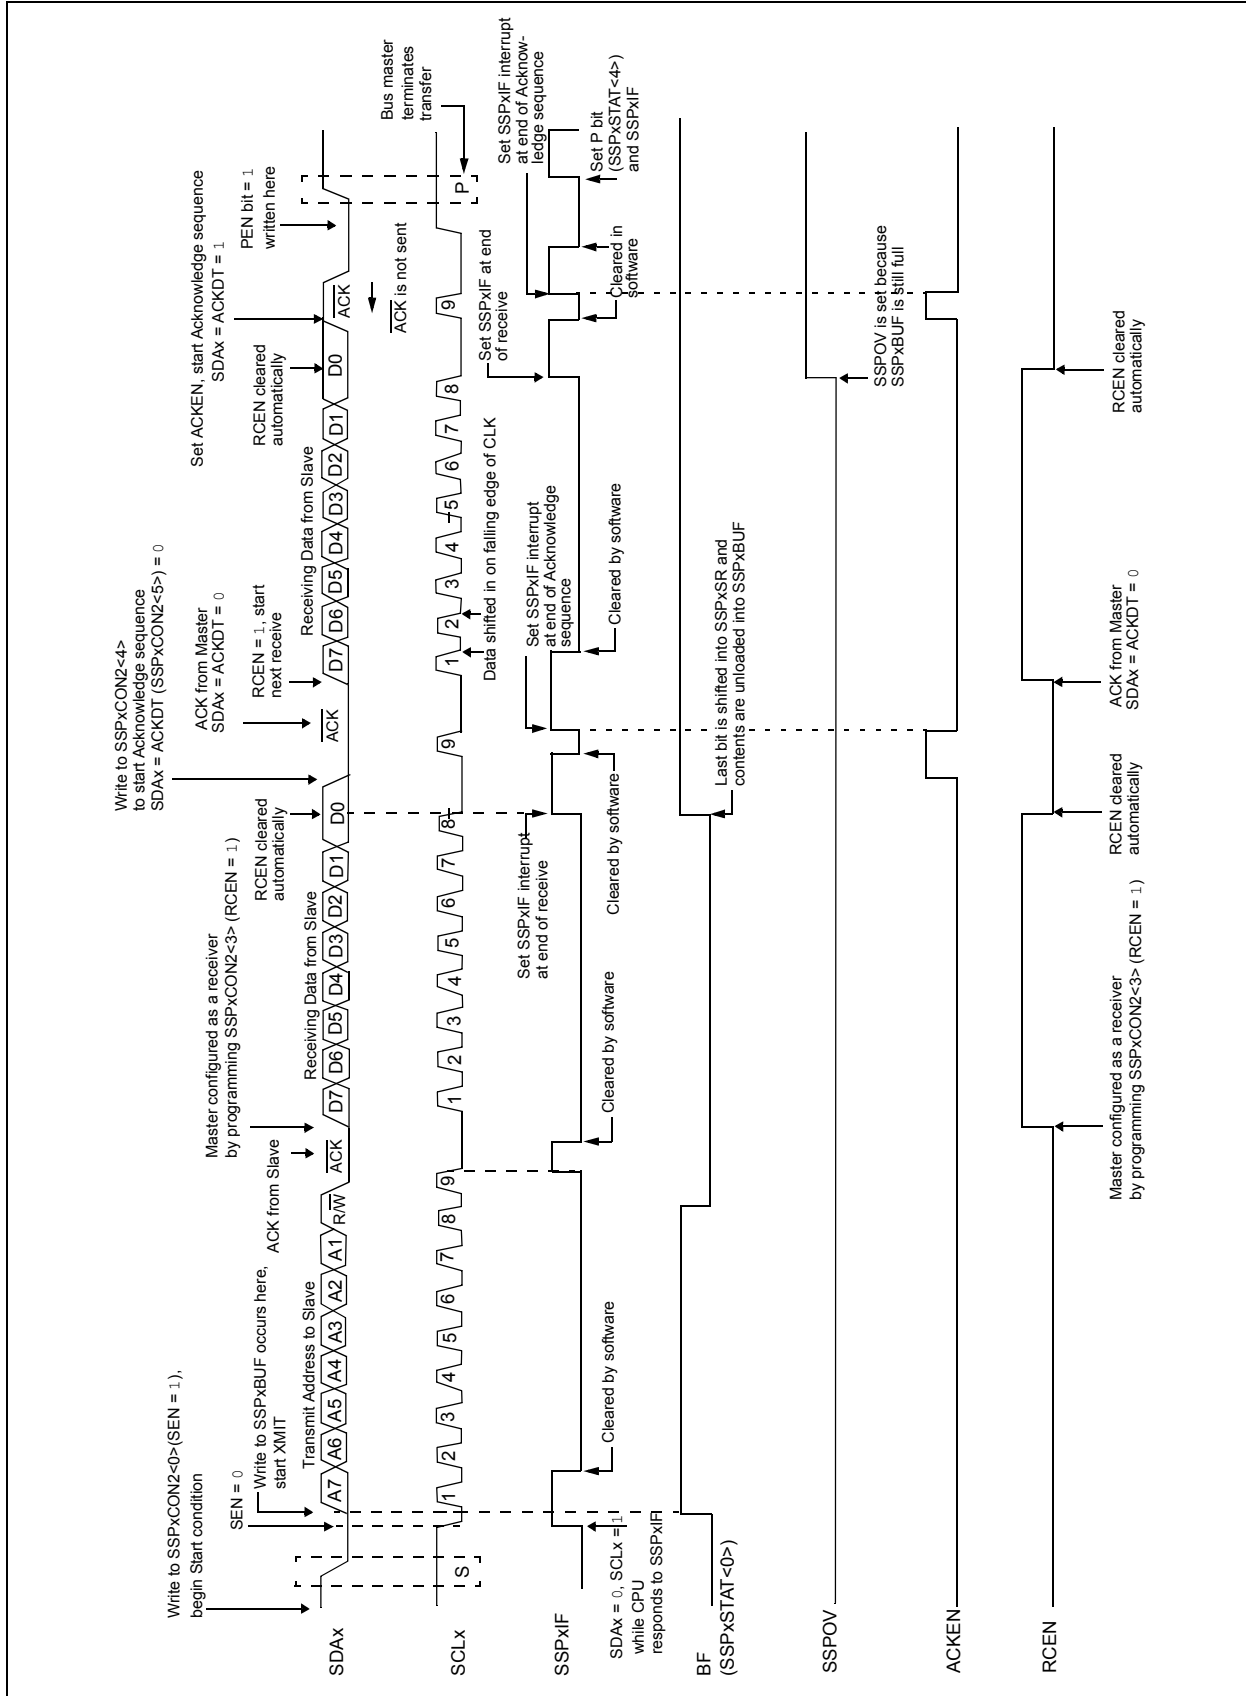 Write to SSPxCON2<0>(SEN = 1),
begin Start condition
SEN = 0
Write to SSPxBUF occurs here,
start XMIT
ACK from Slave
Master configured as a receiver
by programming SSPxCON2<3> (RCEN = 1)
RCEN cleared
automatically
Write to SSPxCON2<4>
to start Acknowledge sequence
SDAx = ACKDT (SSPxCON2<5>) = 0
ACK from Master
SDAx = ACKDT = 0
RCEN = 1, start
next receive
RCEN cleared
automatically
Set ACKEN, start Acknowledge sequence
SDAx = ACKDT = 1
PEN bit = 1
written here
Transmit Address to Slave
Receiving Data from Slave
Receiving Data from Slave
SDAx
A7 A6 A5 A4 A3 A2 A1 R/W ACK D7 D6 D5 D4 D3 D2 D1 D0 ACK D7 D6 D5 D4 D3 D2 D1 D0 ACK
ACK is not sent
Bus master
terminates
transfer
SCLx
S 1 2 3 4 5 6 7 8 9 1 2 3 4 5 6 7 8 9 1 2 3 4 5 6 7 8 9 P
Data shifted in on falling edge of CLK
Set SSPxIF interrupt
at end of receive
Set SSPxIF interrupt
at end of Acknowledge
sequence
Set SSPxIF at end
of receive
Set SSPxIF interrupt
at end of Acknow-
ledge sequence
SSPxIF
SDAx = 0, SCLx = 1
while CPU
responds to SSPxIF
Cleared by software
Cleared by software
Cleared by software
Cleared by software
Cleared in
software
Set P bit
(SSPxSTAT<4>)
and SSPxIF
BF
(SSPxSTAT<0>)
Last bit is shifted into SSPxSR and
contents are unloaded into SSPxBUF
SSPOV
SSPOV is set because
SSPxBUF is still full
ACKEN
RCEN
Master configured as a receiver
by programming SSPxCON2<3> (RCEN = 1)
RCEN cleared
automatically
ACK from Master
SDAx = ACKDT = 0
RCEN cleared
automatically